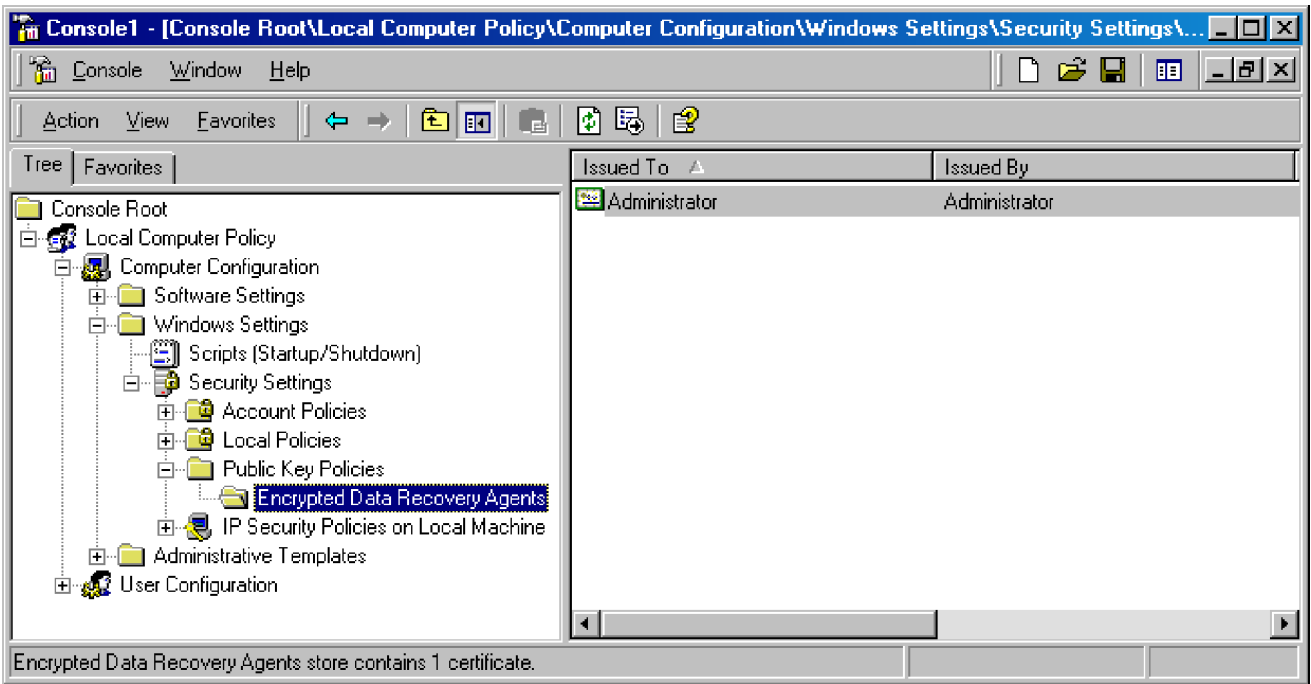 Console1 - [Console Root\Local Computer Policy\Computer Configuration\Windows Settings\Security Settings\...
Console Window Help
Action View Favorites
Tree Favorites
Issued To Issued By
Console Root
Administrator Administrator
Local Computer Policy
Computer Configuration
Software Settings
Windows Settings
Scripts (Startup/Shutdown)
Security Settings
Account Policies
Local Policies
Public Key Policies
Encrypted Data Recovery Agents
IP Security Policies on Local Machine
Administrative Templates
User Configuration
Encrypted Data Recovery Agents store contains 1 certificate.